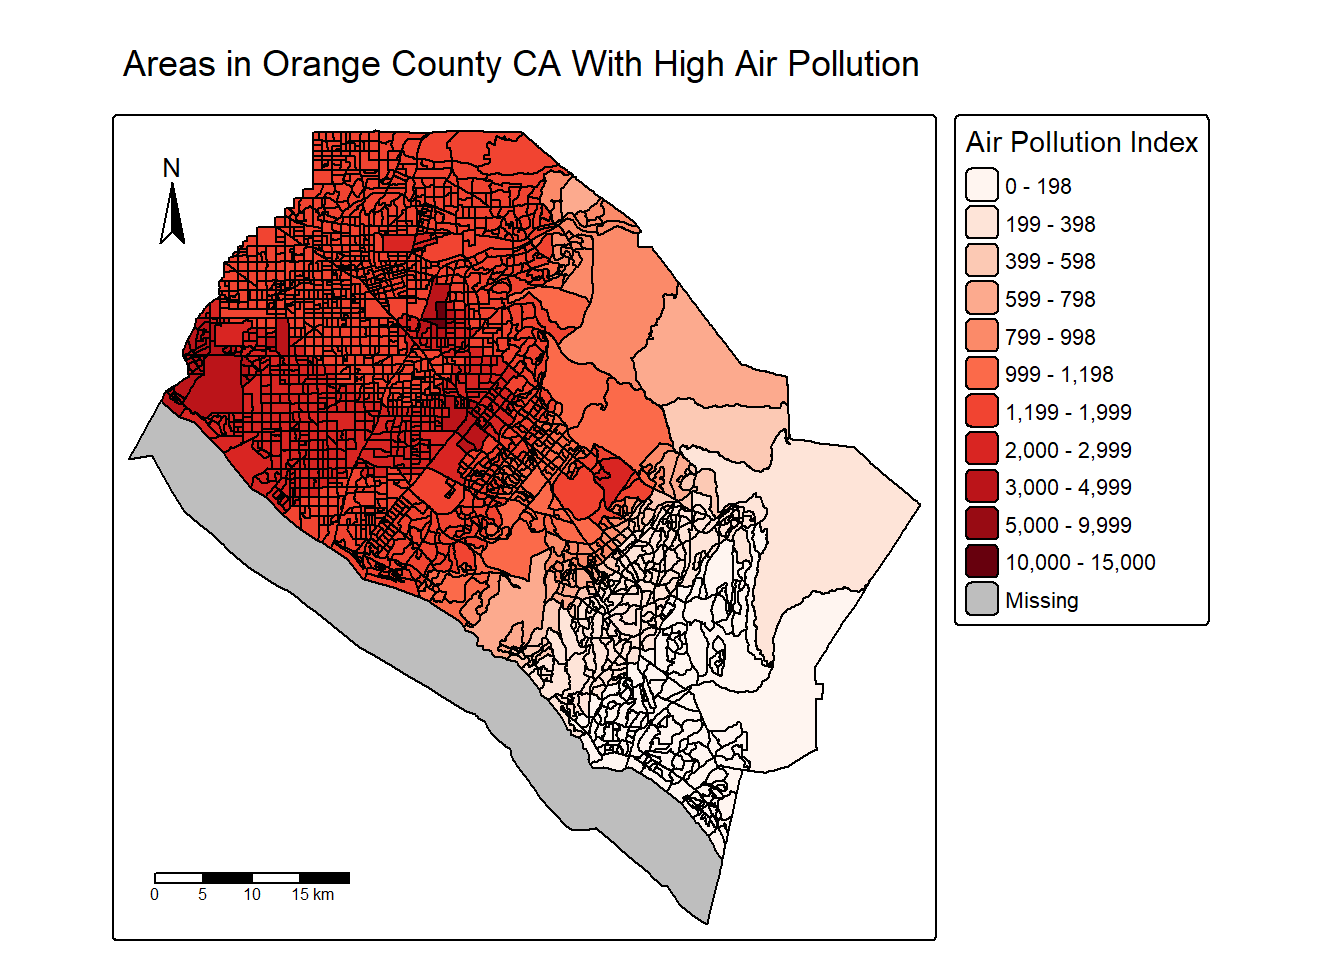 Areas in Orange County CA With High Air Pollution
N
0 5 10 15 km
Air Pollution Index
0 - 198
199 - 398
399 - 598
599 - 798
799 - 998
999 - 1,198
1,199 - 1,999
2,000 - 2,999
3,000 - 4,999
5,000 - 9,999
10,000 - 15,000
Missing